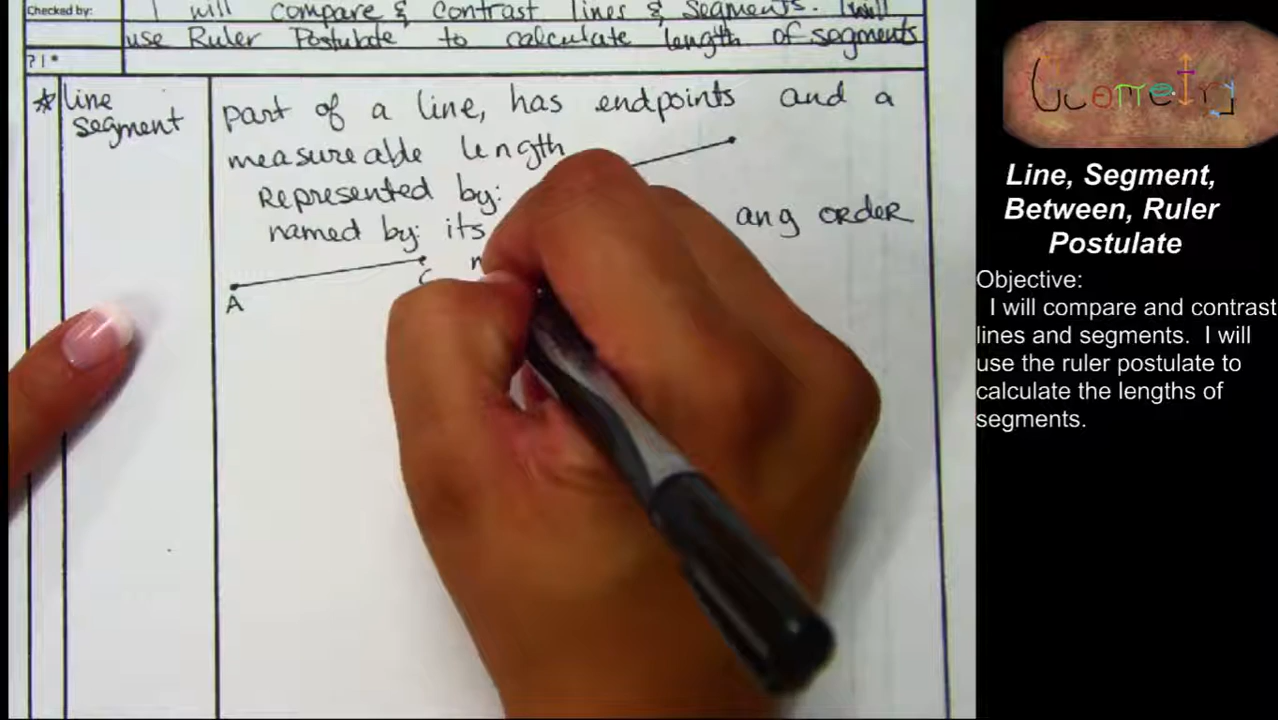 Checked by:
I will compare & contrast lines & segments. I will
use Ruler Postulate to calculate length of segments
? ! *
* line
segment
part of a line, has endpoints and a
measureable length
Represented by:
named by: its any order
A C
Geometry
Line, Segment,
Between, Ruler
Postulate
Objective:
I will compare and contrast
lines and segments. I will
use the ruler postulate to
calculate the lengths of
segments.